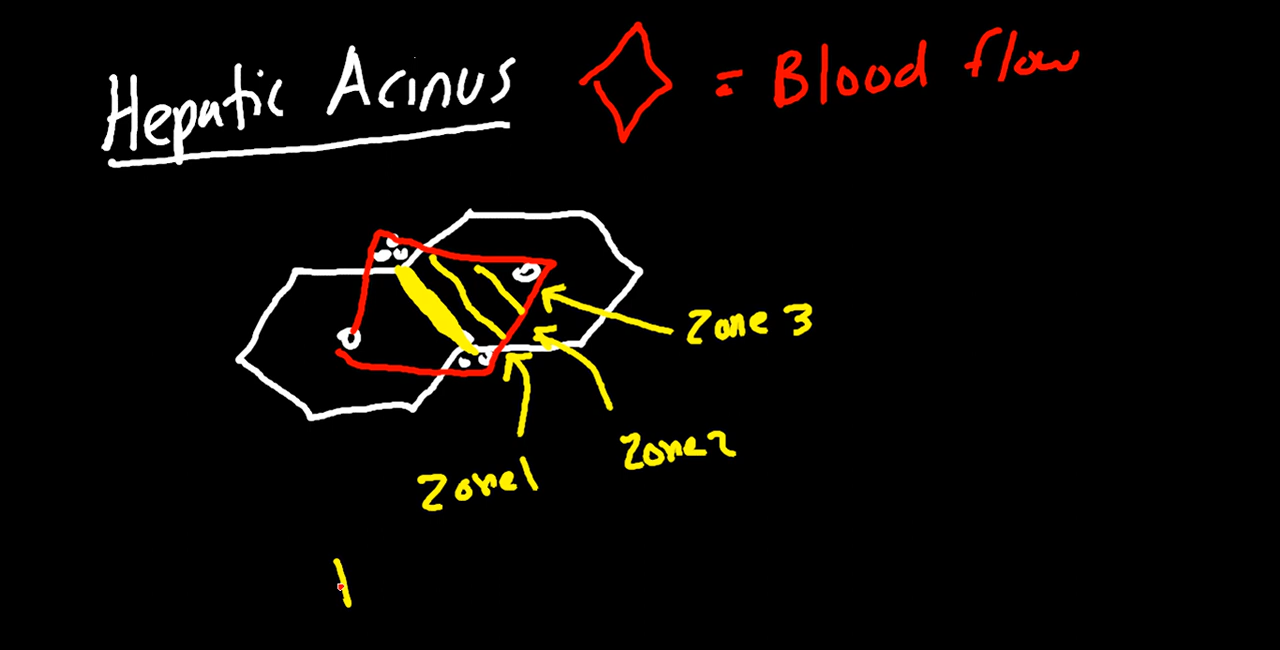 Hepatic Acinus
= Blood flow
Zone 3
Zone 2
Zone 1